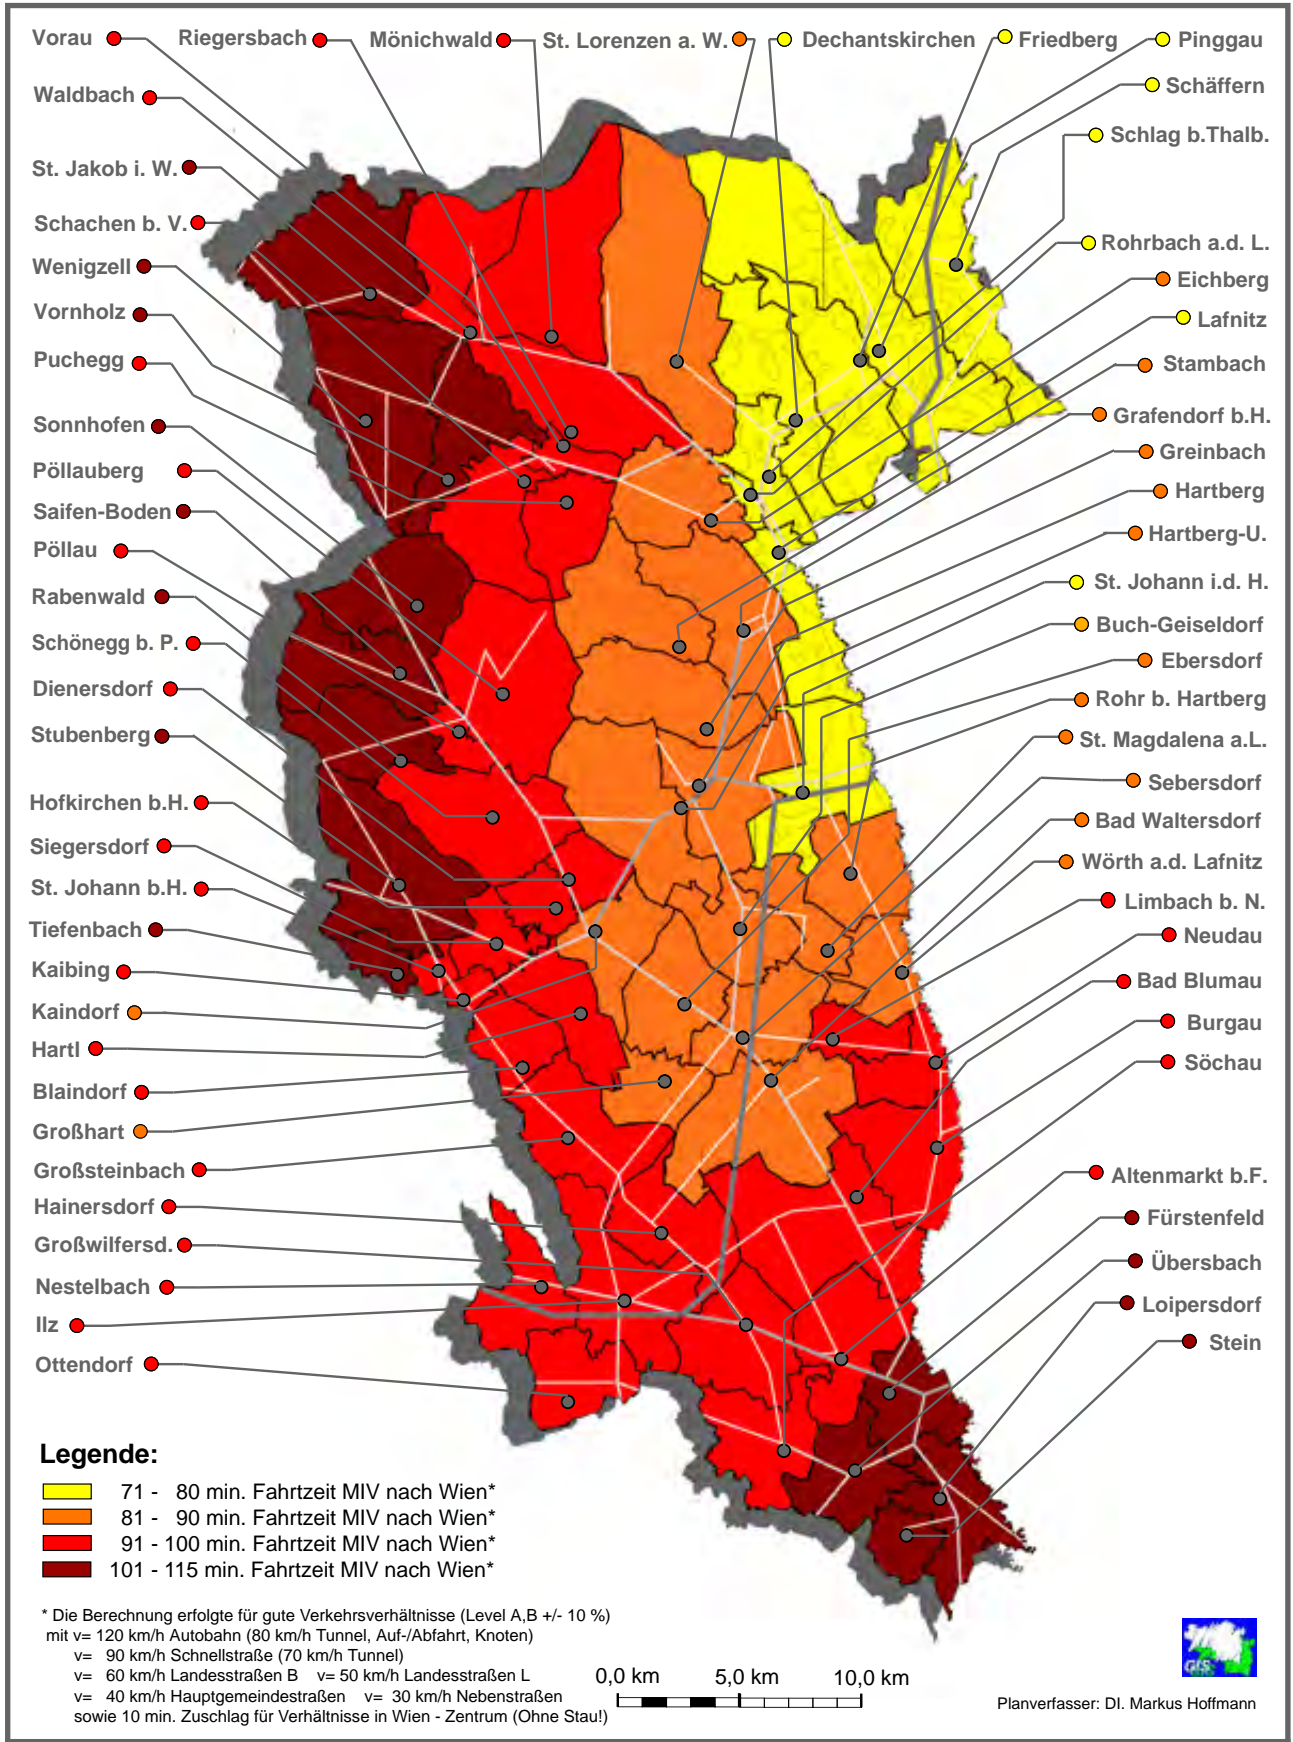 Vorau
Riegersbach
Mönichwald
St. Lorenzen a. W.
Dechantskirchen
Friedberg
Pinggau
Waldbach
Schäffern
St. Jakob i. W.
Schlag b.Thalb.
Schachen b. V.
Rohrbach a.d. L.
Wenigzell
Eichberg
Vornholz
Lafnitz
Puchegg
Stambach
Sonnhofen
Grafendorf b.H.
Pöllauberg
Greinbach
Saifen-Boden
Hartberg
Pöllau
Hartberg-U.
Rabenwald
St. Johann i.d. H.
Schönegg b. P.
Buch-Geiseldorf
Dienersdorf
Ebersdorf
Stubenberg
Rohr b. Hartberg
Hofkirchen b.H.
St. Magdalena a.L.
Siegersdorf
Sebersdorf
St. Johann b.H.
Bad Waltersdorf
Tiefenbach
Wörth a.d. Lafnitz
Kaibing
Limbach b. N.
Kaindorf
Neudau
Hartl
Bad Blumau
Blaindorf
Burgau
Großhart
Söchau
Großsteinbach
Altenmarkt b.F.
Hainersdorf
Fürstenfeld
Großwilfersd.
Übersbach
Nestelbach
Loipersdorf
Ilz
Stein
Ottendorf
Legende:
71 - 80 min. Fahrtzeit MIV nach Wien*
81 - 90 min. Fahrtzeit MIV nach Wien*
91 - 100 min. Fahrtzeit MIV nach Wien*
101 - 115 min. Fahrtzeit MIV nach Wien*
* Die Berechnung erfolgte für gute Verkehrsverhältnisse (Level A,B +/- 10 %)
mit v= 120 km/h Autobahn (80 km/h Tunnel, Auf-/Abfahrt, Knoten)
v= 90 km/h Schnellstraße (70 km/h Tunnel)
v= 60 km/h Landesstraßen B v= 50 km/h Landesstraßen L
v= 40 km/h Hauptgemeindestraßen v= 30 km/h Nebenstraßen
sowie 10 min. Zuschlag für Verhältnisse in Wien - Zentrum (Ohne Stau!)
0,0 km 5,0 km 10,0 km
GIS
Planverfasser: DI. Markus Hoffmann